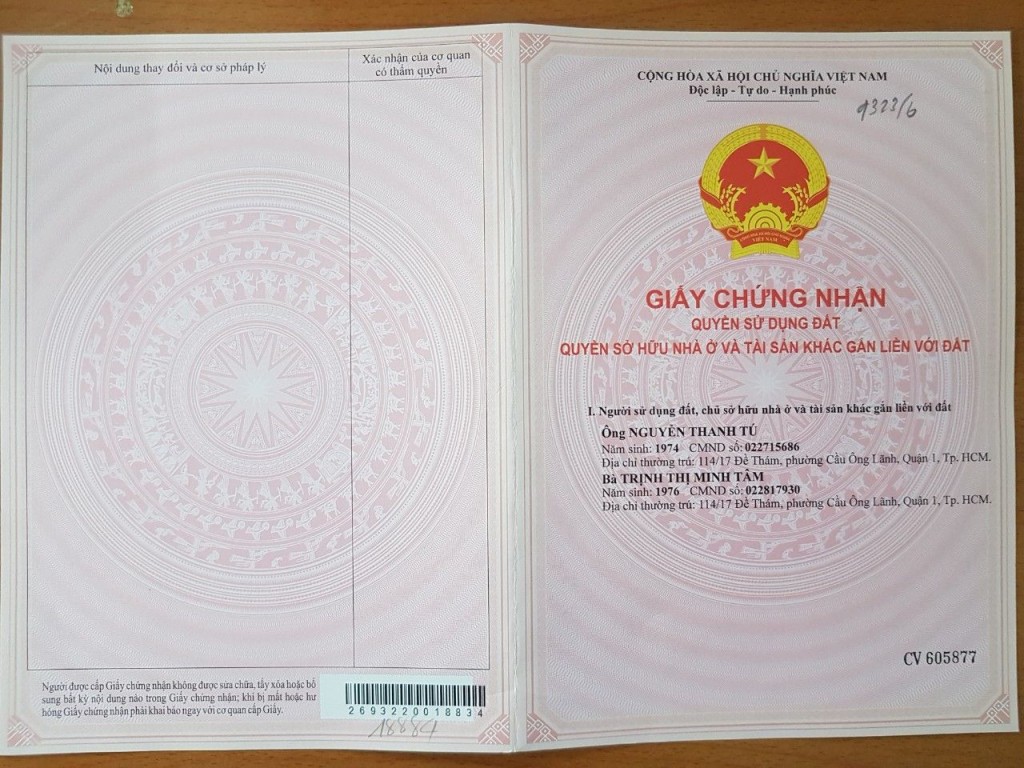 Nội dung thay đổi và cơ sở pháp lý
Xác nhận của cơ quan
có thẩm quyền
Người được cấp Giấy chứng nhận không được sửa chữa, tẩy xóa hoặc bổ
sung bất kỳ nội dung nào trong Giấy chứng nhận; khi bị mất hoặc hư
hỏng Giấy chứng nhận phải khai báo ngay với cơ quan cấp Giấy.
2693220018834
18884
CỘNG HÒA XÃ HỘI CHỦ NGHĨA VIỆT NAM
Độc lập - Tự do - Hạnh phúc
9323/6
VIỆT NAM
GIẤY CHỨNG NHẬN
QUYỀN SỬ DỤNG ĐẤT
QUYỀN SỞ HỮU NHÀ Ở VÀ TÀI SẢN KHÁC GẮN LIỀN VỚI ĐẤT
I. Người sử dụng đất, chủ sở hữu nhà ở và tài sản khác gắn liền với đất
Ông NGUYỄN THANH TÚ
Năm sinh: 1974 CMND số: 022715686
Địa chỉ thường trú: 114/17 Đề Thám, phường Cầu Ông Lãnh, Quận 1, Tp. HCM.
Bà TRỊNH THỊ MINH TÂM
Năm sinh: 1976 CMND số: 022817930
Địa chỉ thường trú: 114/17 Đề Thám, phường Cầu Ông Lãnh, Quận 1, Tp. HCM.
CV 605877